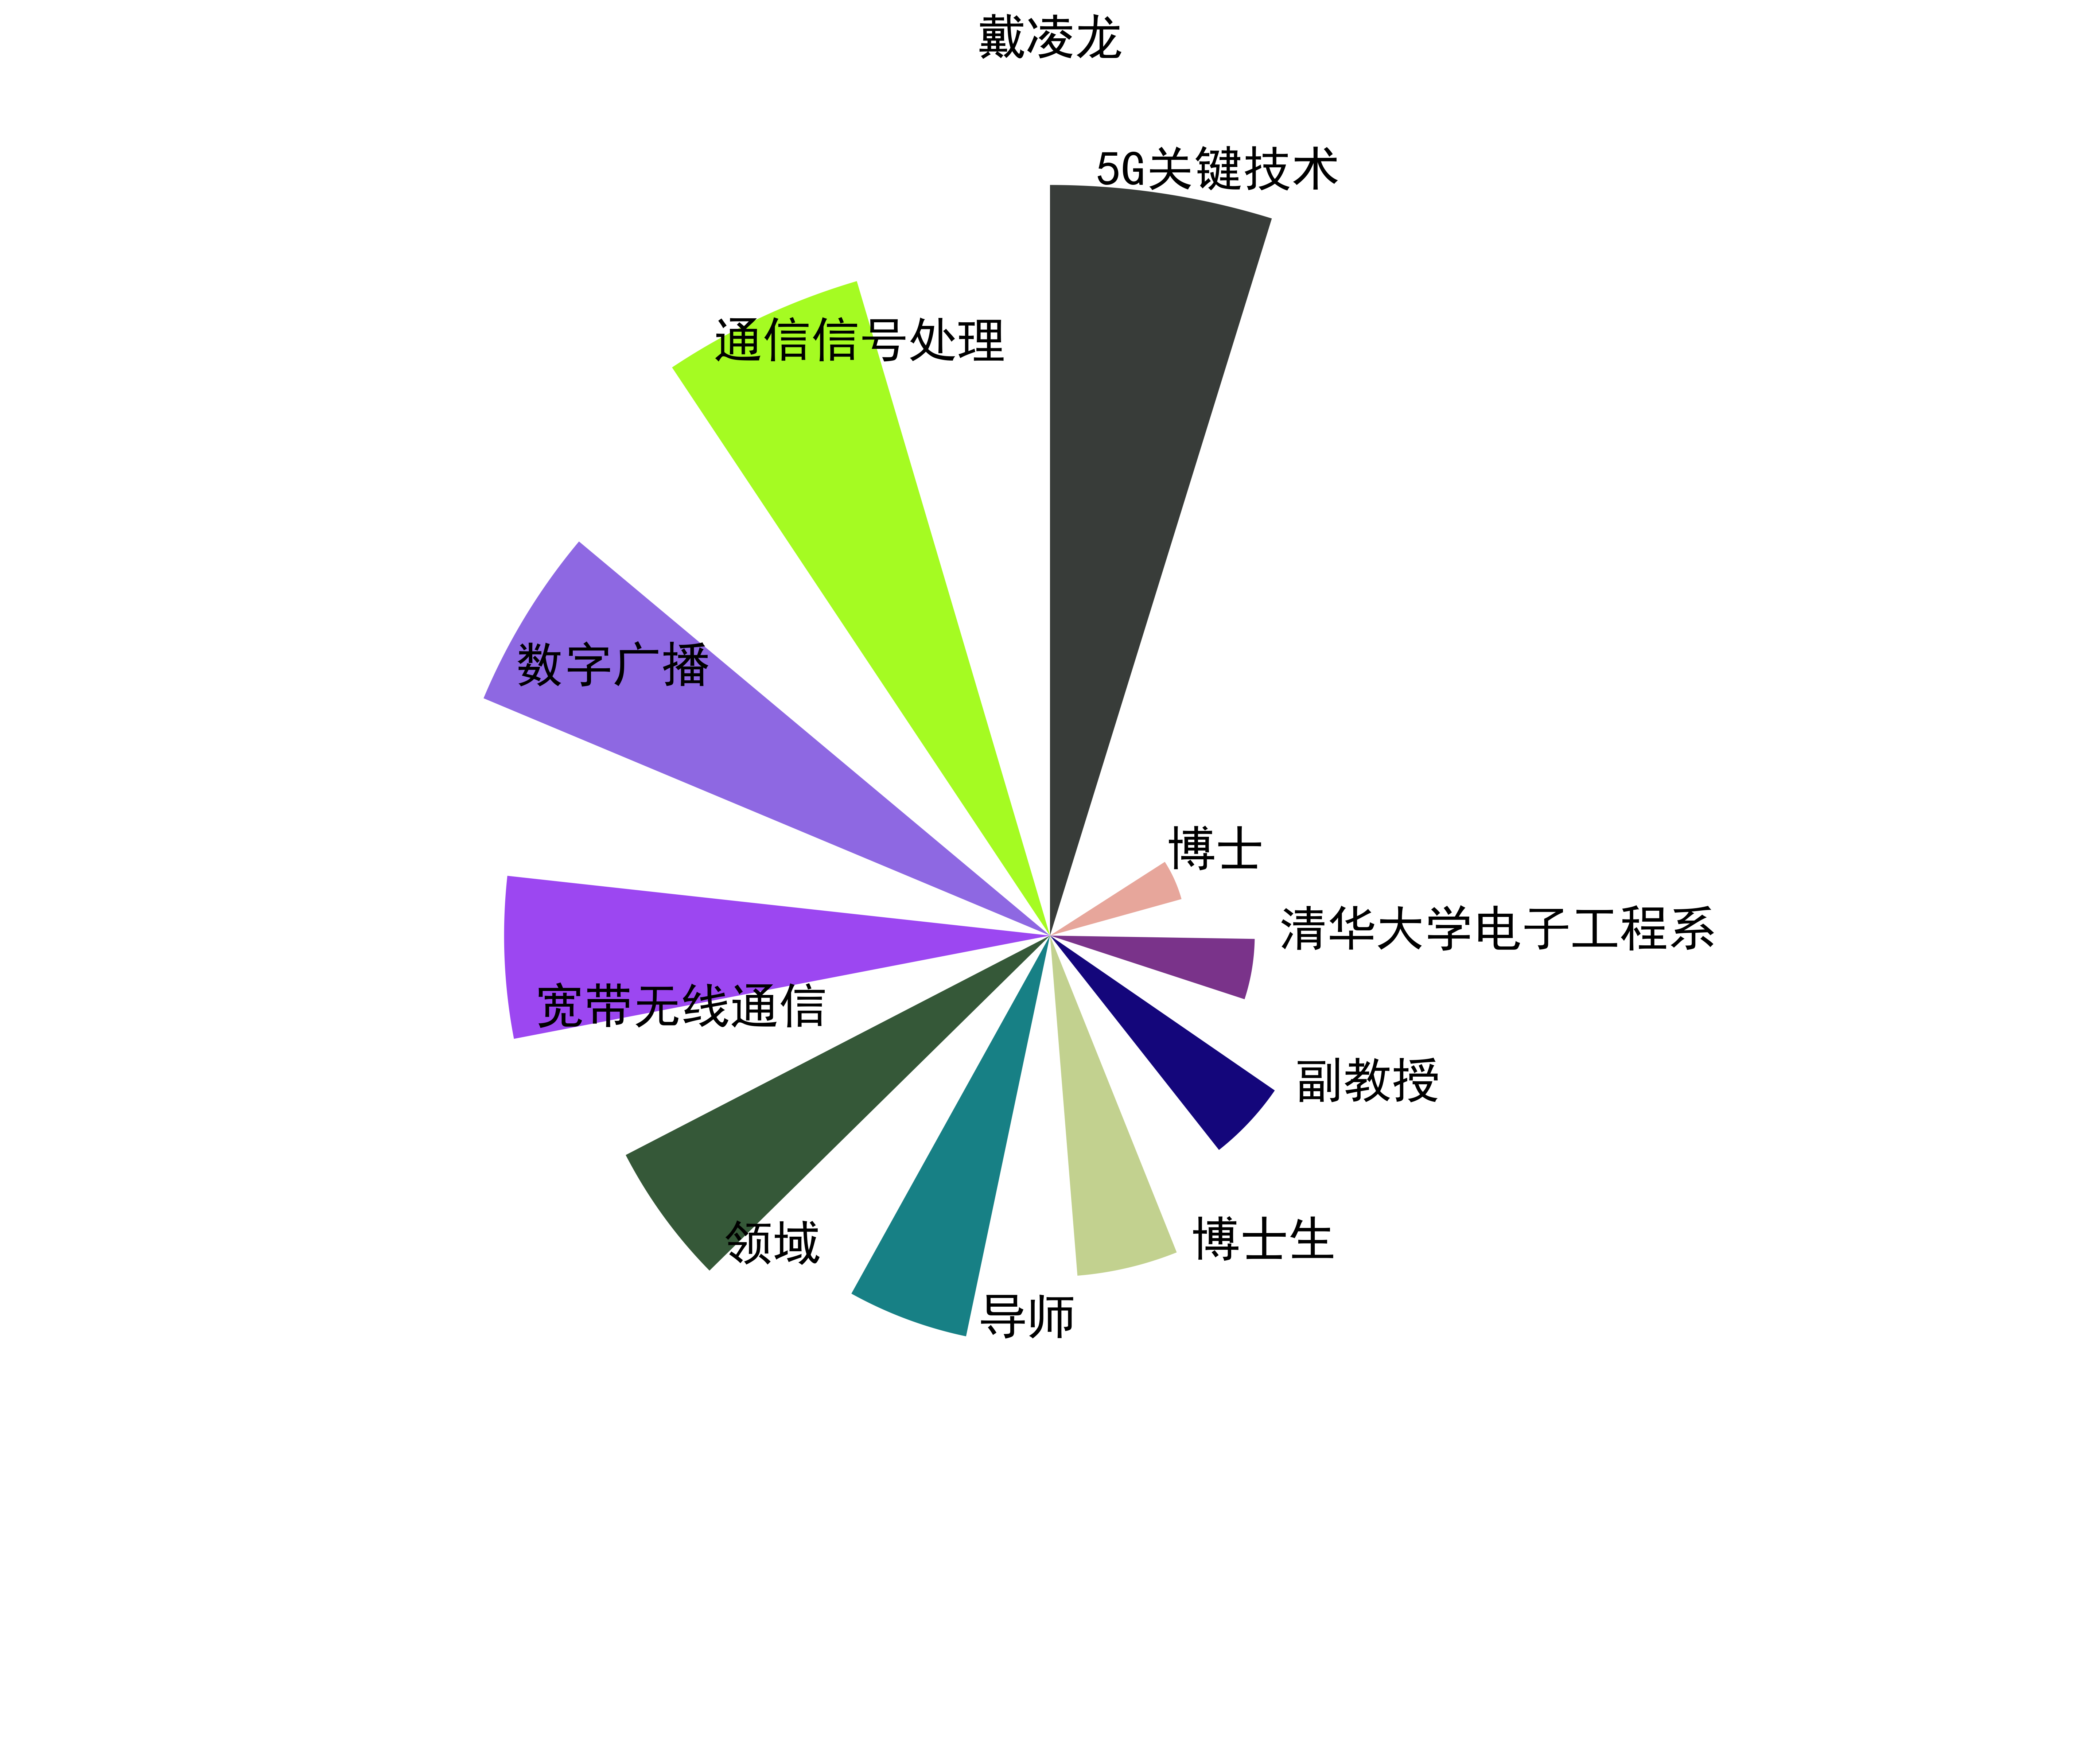 戴凌龙
5G关键技术
通信信号处理
数字广播
博士
清华大学电子工程系
宽带无线通信
副教授
领域
博士生
导师